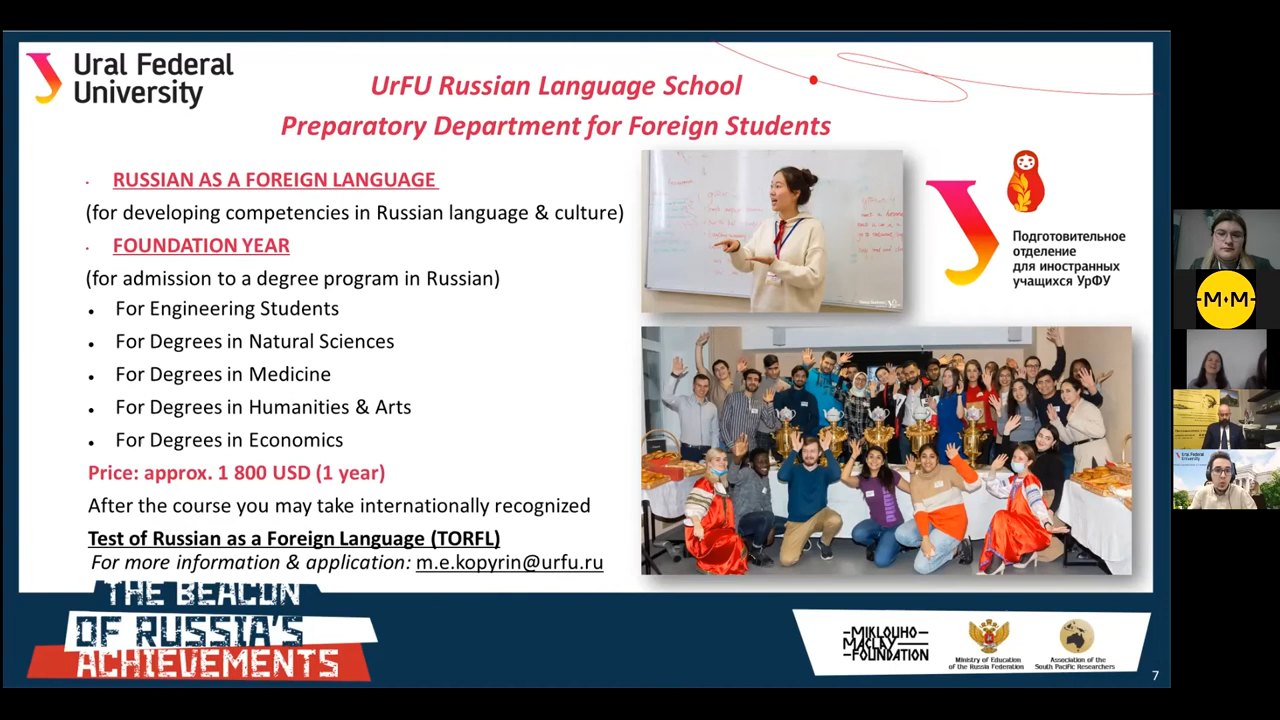 Ural Federal
University
UrFU Russian Language School
Preparatory Department for Foreign Students
· RUSSIAN AS A FOREIGN LANGUAGE
(for developing competencies in Russian language & culture)
· FOUNDATION YEAR
(for admission to a degree program in Russian)
• For Engineering Students
• For Degrees in Natural Sciences
• For Degrees in Medicine
• For Degrees in Humanities & Arts
• For Degrees in Economics
Price: approx. 1 800 USD (1 year)
After the course you may take internationally recognized
Test of Russian as a Foreign Language (TORFL)
For more information & application: m.e.kopyrin@urfu.ru
Подготовительное
отделение
для иностранных
учащихся УрФУ
THE BEACON
OF RUSSIA'S
ACHIEVEMENTS
-MIKLOUHO-
MACLAY
-FOUNDATION
Ministry of Education
of the Russia Federation
Association of the
South Pacific Researchers
7
M·M
Ural Federal
University